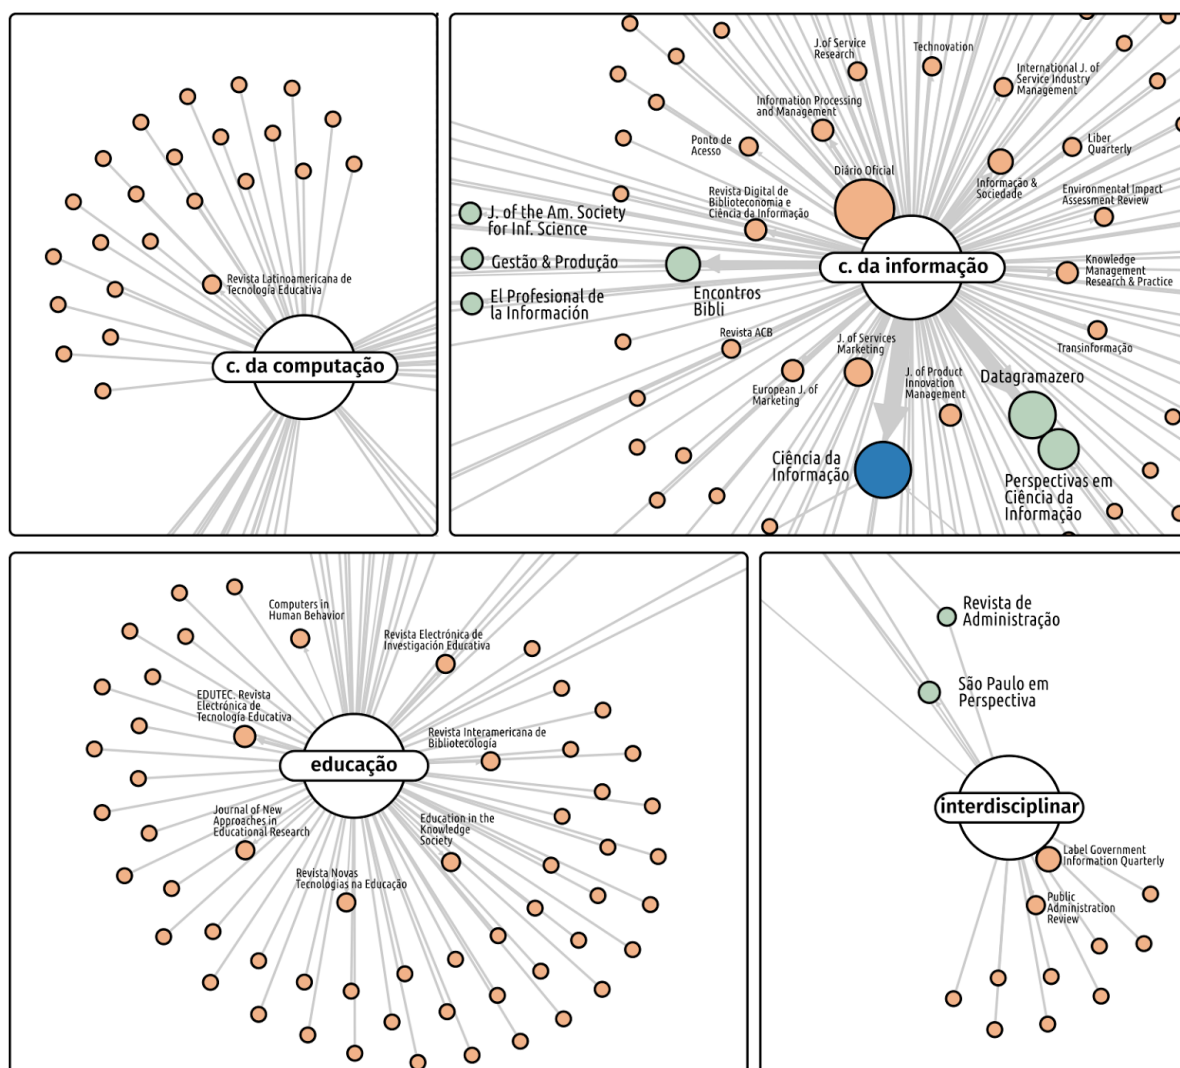 Revista Latinoamericana de
Tecnología Educativa
c. da computação
J.of Service
Research
Technovation
International J. of
Service Industry
Management
Information Processing
and Management
Ponto de
Acesso
Liber
Quarterly
Diário Oficial
Informação &
Sociedade
Revista Digital de
Biblioteconomia e
Ciência da Informação
Environmental Impact
Assessment Review
J. of the Am. Society
for Inf. Science
Gestão & Produção
El Profesional de
la Información
c. da informação
Knowledge
Management
Research & Practice
Encontros
Bibli
Revista ACB
J. of Services
Marketing
Transinformação
European J. of
Marketing
J. of Product
Innovation
Management
Datagramazero
Ciência da
Informação
Perspectivas em
Ciência da
Informação
Computers in
Human Behavior
Revista Electrónica de
Investigación Educativa
EDUTEC. Revista
Electrónica de
Tecnología Educativa
Revista Interamericana de
Bibliotecología
educação
Journal of New
Approaches in
Educational Research
Education in the
Knowledge
Society
Revista Novas
Tecnologias na Educação
Revista de
Administração
São Paulo em
Perspectiva
interdisciplinar
Label Government
Information Quarterly
Public
Administration
Review